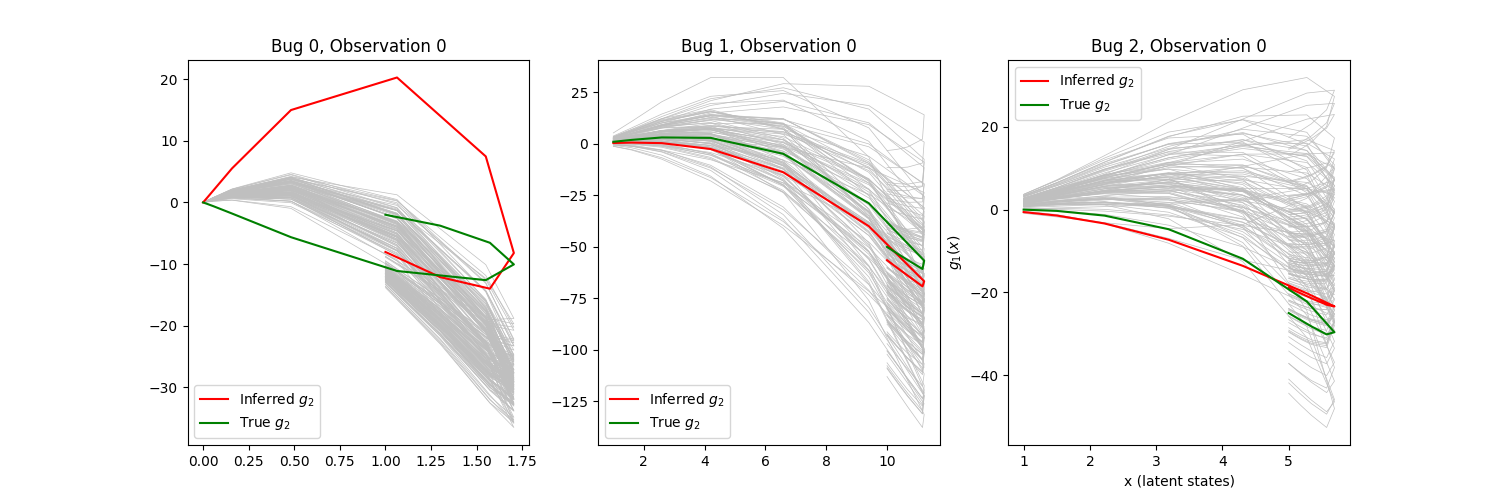 Bug 0, Observation 0
20
10
0
−10
−20
−30
0.00 0.25 0.50 0.75 1.00 1.25 1.50 1.75
Inferred g₂
True g₂
Bug 1, Observation 0
25
0
−25
−50
−75
−100
−125
2 4 6 8 10
Inferred g₂
True g₂
Bug 2, Observation 0
g₁(x)
20
0
−20
−40
1 2 3 4 5
x (latent states)
Inferred g₂
True g₂